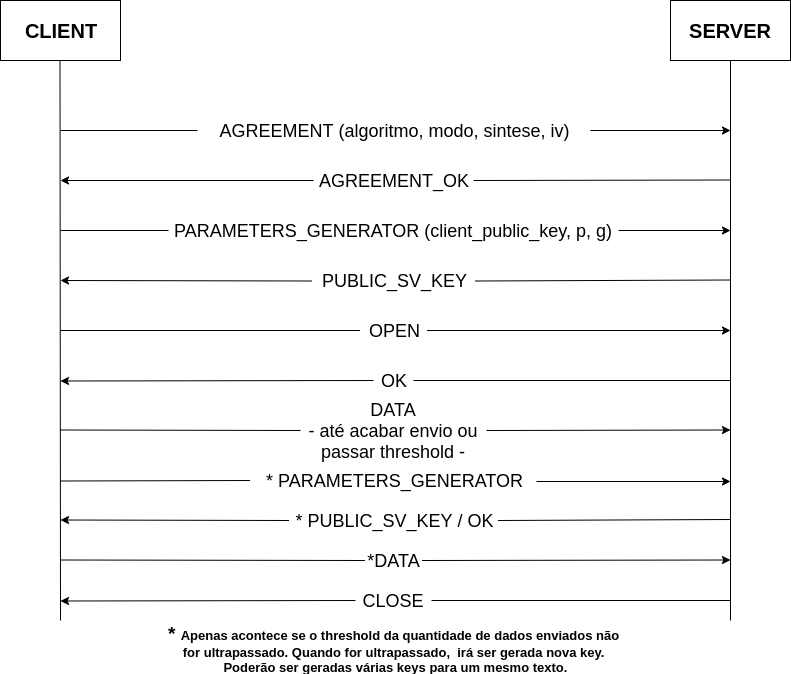 CLIENT
SERVER
AGREEMENT (algoritmo, modo, sintese, iv)
AGREEMENT_OK
PARAMETERS_GENERATOR (client_public_key, p, g)
PUBLIC_SV_KEY
OPEN
OK
DATA
- até acabar envio ou
passar threshold -
* PARAMETERS_GENERATOR
* PUBLIC_SV_KEY / OK
*DATA
CLOSE
* Apenas acontece se o threshold da quantidade de dados enviados não
for ultrapassado. Quando for ultrapassado, irá ser gerada nova key.
Poderão ser geradas várias keys para um mesmo texto.